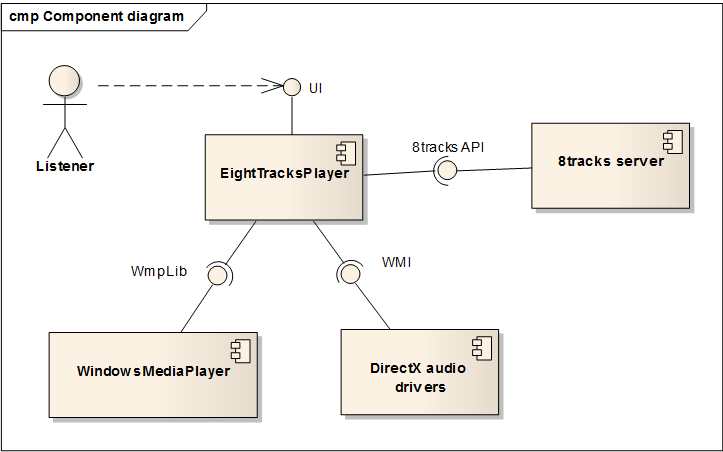 cmp Component diagram
UI
Listener
EightTracksPlayer
8tracks API
8tracks server
WmpLib
WMI
WindowsMediaPlayer
DirectX audio
drivers